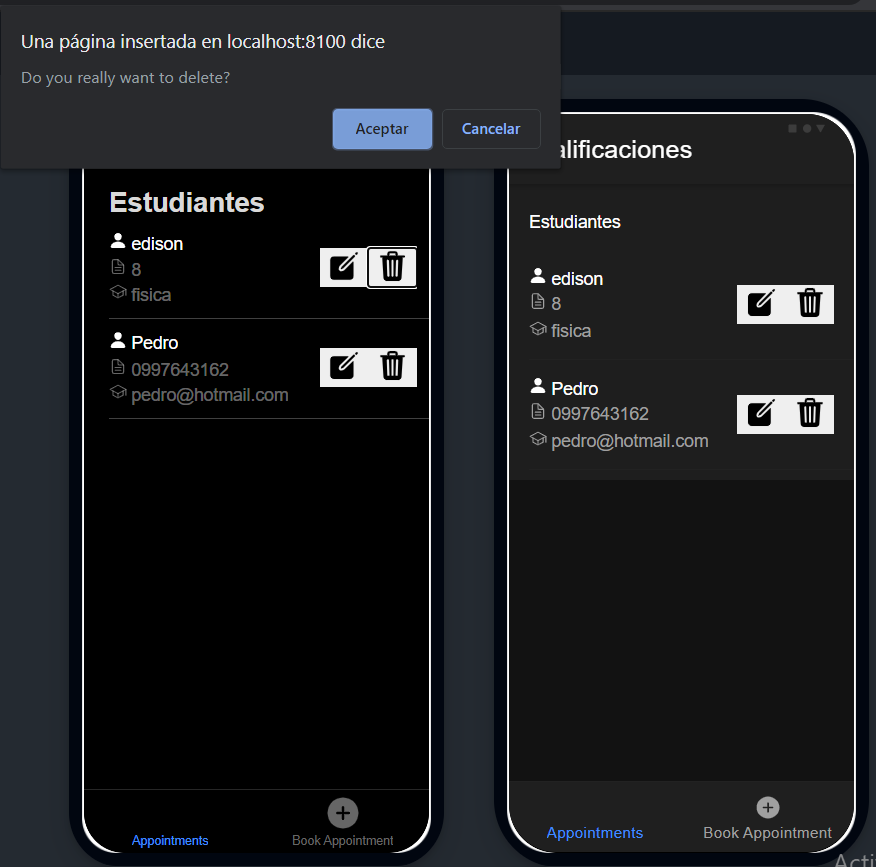 Una página insertada en localhost:8100 dice
Do you really want to delete?
Aceptar
Cancelar
Estudiantes
edison
8
fisica
Pedro
0997643162
pedro@hotmail.com
Appointments
Book Appointment
alificaciones
Estudiantes
edison
8
fisica
Pedro
0997643162
pedro@hotmail.com
Appointments
Book Appointment
Acti